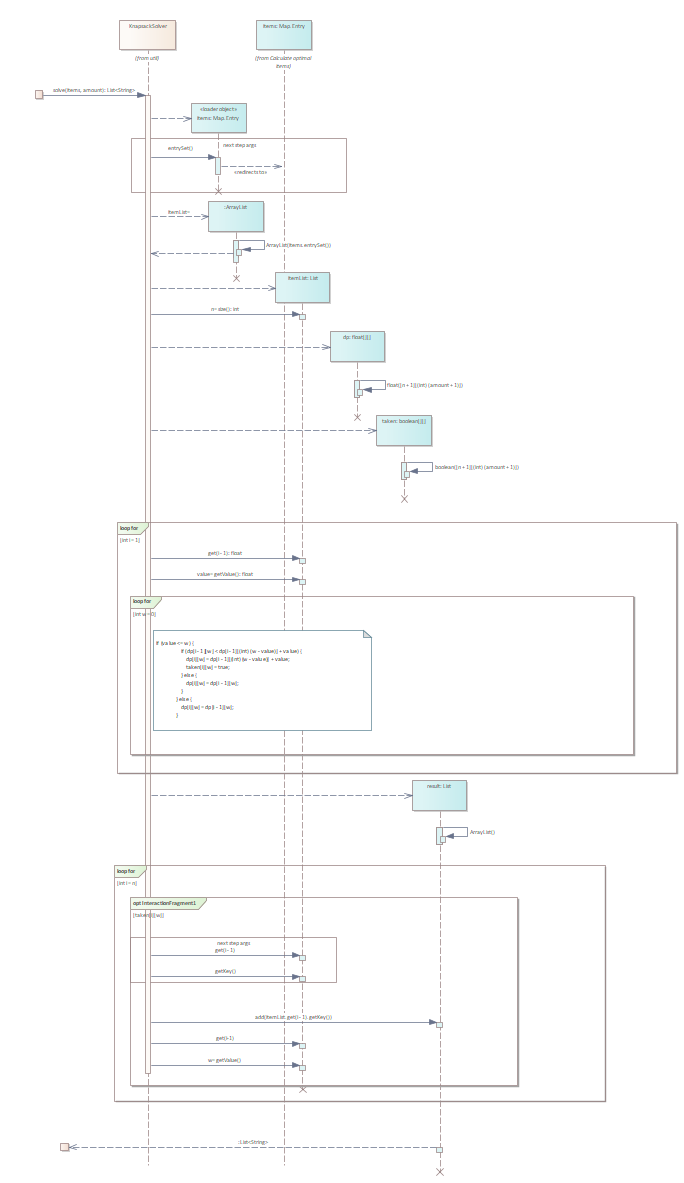 KnapsackSolver
Items: Map.Entry
(from util)
(from Calculate optimal
items)
solve(items, amount): List<String>
<loader object>
items: Map.Entry
entrySet()
next step args
<redirects to>
itemList=
:ArrayList
ArrayList(items.entrySet())
itemList: List
n= size(): int
dp: float[][]
float([n + 1][(int) (amount + 1)])
taken: boolean[][]
boolean([n + 1][(int) (amount + 1)])
loop for
[int i = 1]
get(i - 1): float
value= getValue(): float
loop for
[int w = 0]
if (value <= w) {
if (dp[i - 1][w] < dp[i - 1][(int) (w - value)] + value) {
dp[i][w] = dp[i - 1][(int) (w - value)] + value;
taken[i][w] = true;
} else {
dp[i][w] = dp[i - 1][w];
}
} else {
dp[i][w] = dp[i - 1][w];
}
result: List
ArrayList()
loop for
[int i = n]
opt InteractionFragment1
[taken[i][w]]
next step args
get(i - 1)
getKey()
add(itemList.get(i - 1).getKey())
get(i-1)
w= getValue()
:List<String>